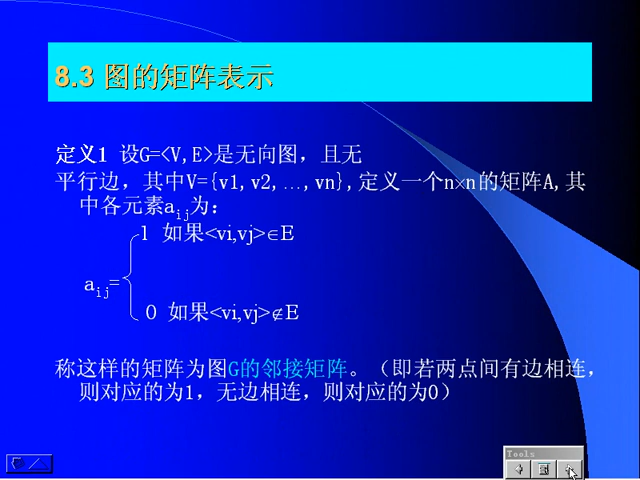 8.3 图的矩阵表示
定义1 设G=<V,E>是无向图，且无
平行边，其中V={v1,v2,…,vn},定义一个n×n的矩阵A,其
中各元素aij为：
1 如果<vi,vj>∈E
aij=
0 如果<vi,vj>∉E
称这样的矩阵为图G的邻接矩阵。（即若两点间有边相连，
则对应的为1，无边相连，则对应的为0）
Tools